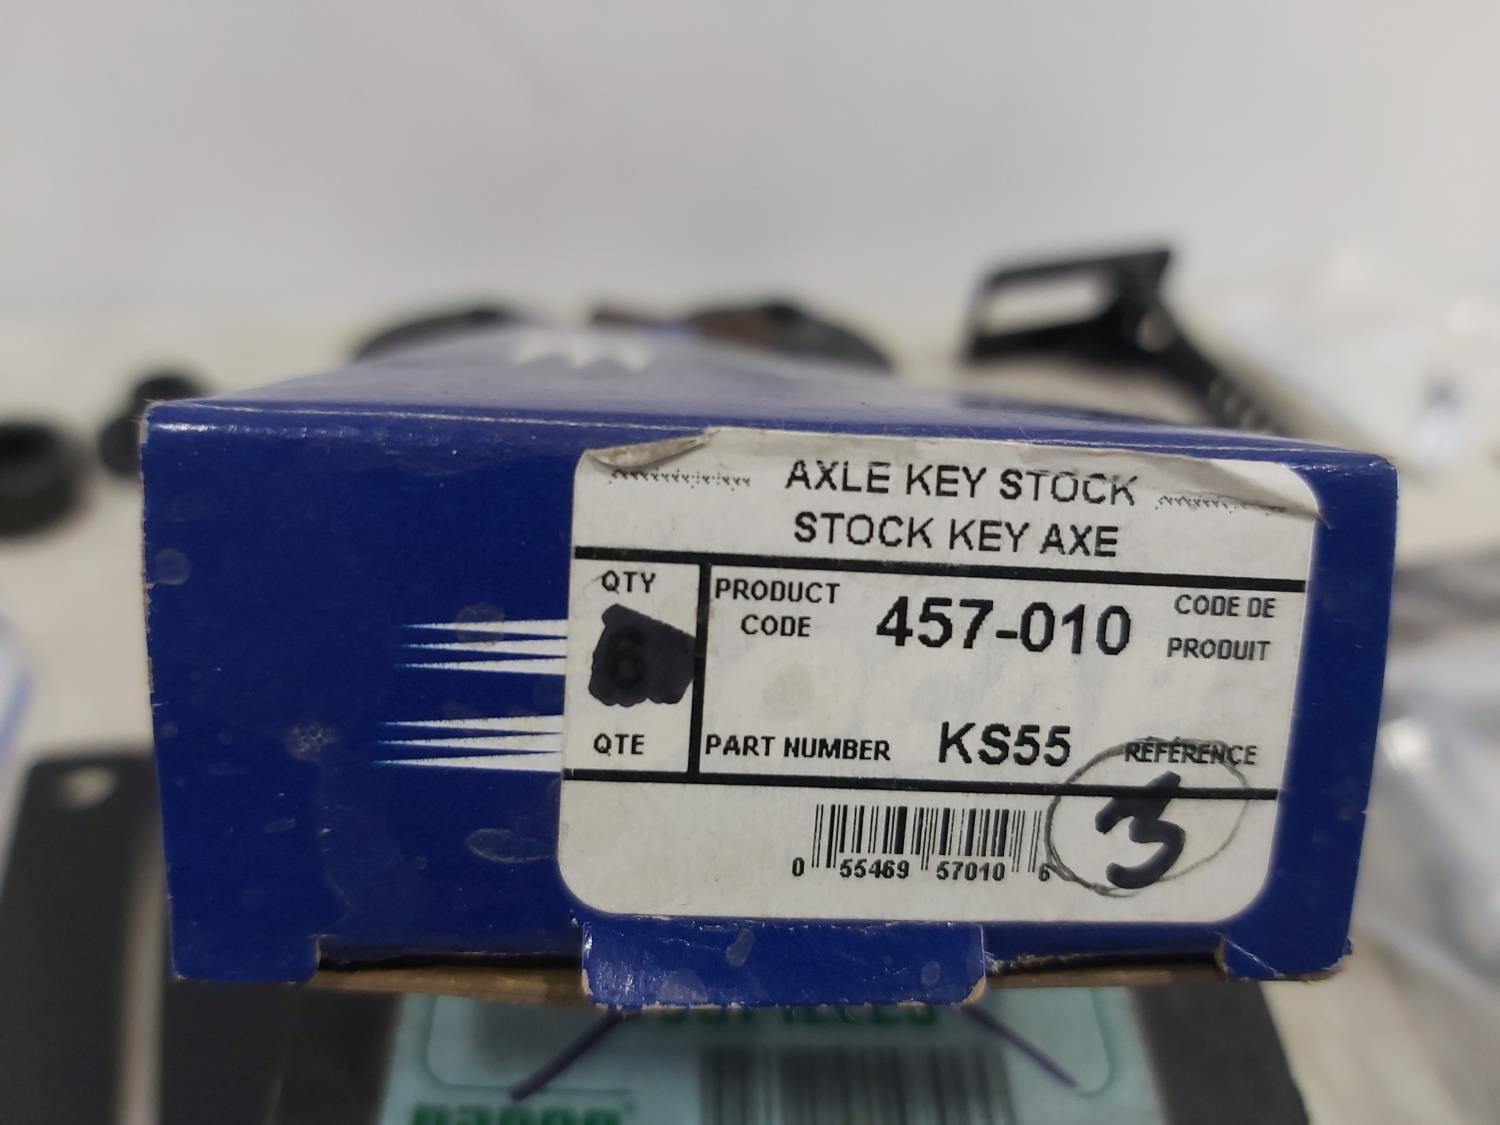 AXLE KEY STOCK
STOCK KEY AXE
QTY
6
QTE
PRODUCT
CODE
457-010
CODE DE
PRODUIT
PART NUMBER KS55 RÉFÉRENCE
3
0 55469 57010 6